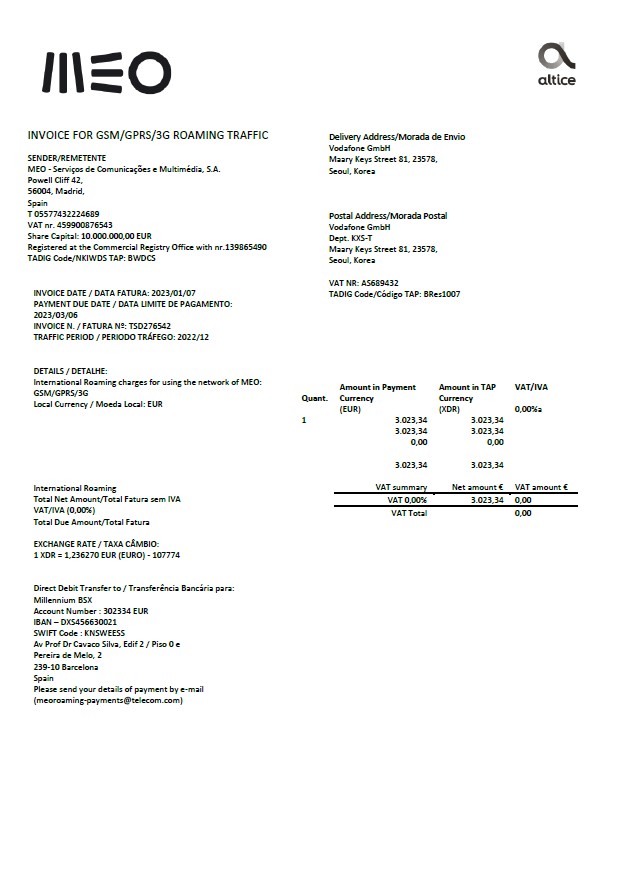 MEO
altice
INVOICE FOR GSM/GPRS/3G ROAMING TRAFFIC
SENDER/REMETENTE
MEO - Serviços de Comunicações e Multimédia, S.A.
Powell Cliff 42,
56004, Madrid,
Spain
T 05577432224689
VAT nr. 459900876543
Share Capital: 10.000.000,00 EUR
Registered at the Commercial Registry Office with nr.139865490
TADIG Code/NKIWDS TAP: BWDCS
Delivery Address/Morada de Envio
Vodafone GmbH
Maary Keys Street 81, 23578,
Seoul, Korea
Postal Address/Morada Postal
Vodafone GmbH
Dept. KXS-T
Maary Keys Street 81, 23578,
Seoul, Korea
VAT NR: AS689432
TADIG Code/Código TAP: BRes1007
INVOICE DATE / DATA FATURA: 2023/01/07
PAYMENT DUE DATE / DATA LIMITE DE PAGAMENTO:
2023/03/06
INVOICE N. / FATURA Nº: TSD276542
TRAFFIC PERIOD / PERIODO TRÁFEGO: 2022/12
DETAILS / DETALHE:
International Roaming charges for using the network of MEO:
GSM/GPRS/3G
Local Currency / Moeda Local: EUR
Amount in Payment Amount in TAP VAT/IVA
Quant. Currency Currency
(EUR) (XDR) 0,00%a
1 3.023,34 3.023,34
3.023,34 3.023,34
0,00 0,00
3.023,34 3.023,34
International Roaming VAT summary Net amount € VAT amount €
Total Net Amount/Total Fatura sem IVA VAT 0,00% 3.023,34 0,00
VAT/IVA (0,00%) VAT Total 0,00
Total Due Amount/Total Fatura
EXCHANGE RATE / TAXA CÂMBIO:
1 XDR = 1,236270 EUR (EURO) - 107774
Direct Debit Transfer to / Transferência Bancária para:
Millennium BSX
Account Number : 302334 EUR
IBAN – DXS456630021
SWIFT Code : KNSWEESS
Av Prof Dr Cavaco Silva, Edif 2 / Piso 0 e
Pereira de Melo, 2
239-10 Barcelona
Spain
Please send your details of payment by e-mail
(meoroaming-payments@telecom.com)